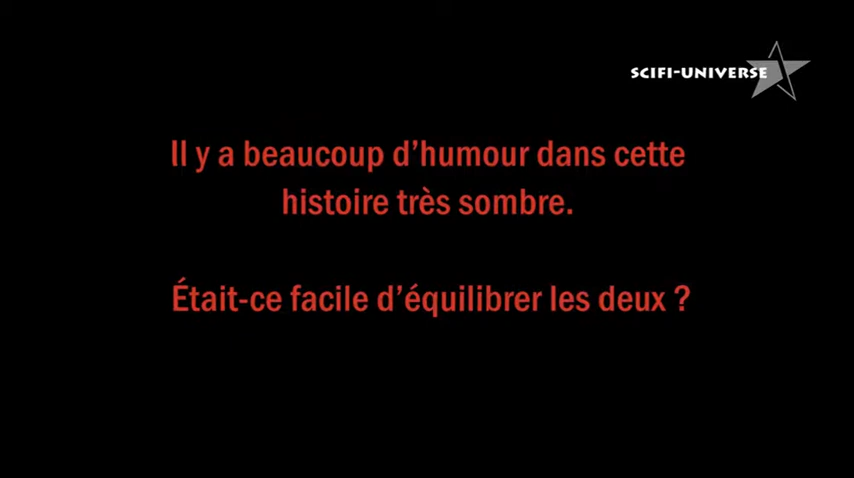 SCIFI-UNIVERSE
Il y a beaucoup d’humour dans cette
histoire très sombre.
Était-ce facile d’équilibrer les deux ?